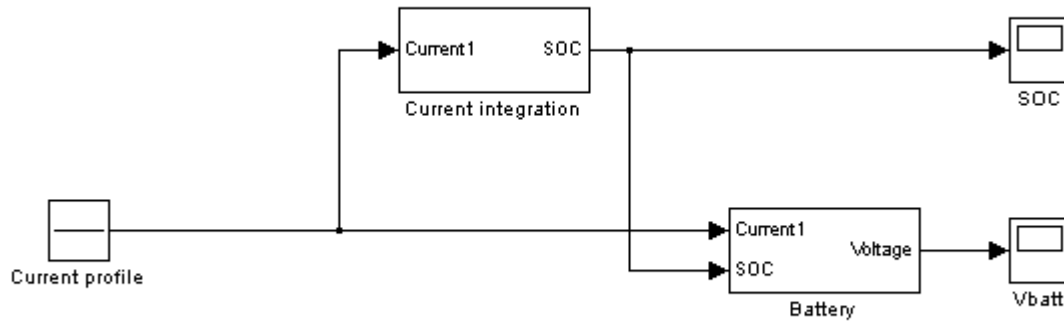 Current1 SOC
Current integration
SOC
Current profile
Current1
SOC
Voltage
Battery
Vbatt